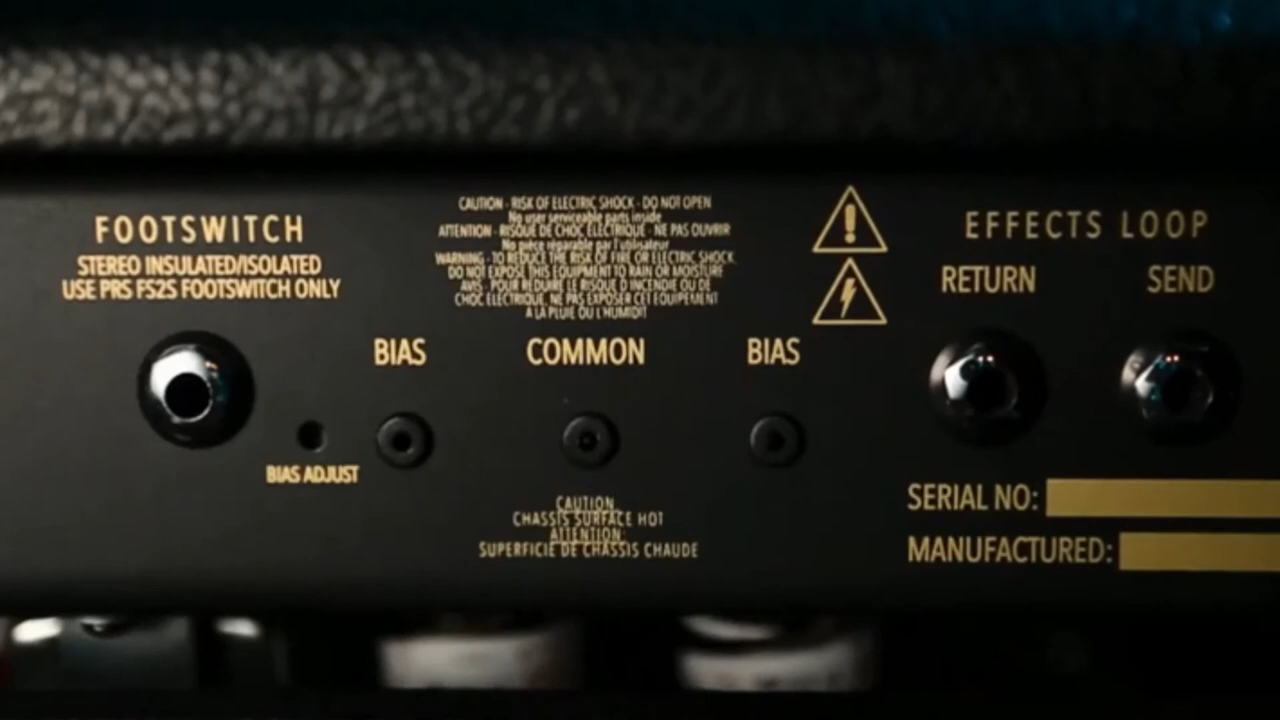 FOOTSWITCH
STEREO INSULATED/ISOLATED
USE PRS FS2S FOOTSWITCH ONLY
CAUTION - RISK OF ELECTRIC SHOCK - DO NOT OPEN
No user serviceable parts inside
ATTENTION - RISQUE DE CHOC ELECTRIQUE - NE PAS OUVRIR
No pièce réparable par l'utilisateur
WARNING - TO REDUCE THE RISK OF FIRE OR ELECTRIC SHOCK,
DO NOT EXPOSE THIS EQUIPMENT TO RAIN OR MOISTURE
AVIS - POUR REDUIRE LE RISQUE D'INCENDIE OU DE
CHOC ELECTRIQUE, NE PAS EXPOSER CET EQUIPEMENT
A LA PLUIE OU L'HUMIDIT
EFFECTS LOOP
RETURN
SEND
BIAS
COMMON
BIAS
BIAS ADJUST
CAUTION:
CHASSIS SURFACE HOT
ATTENTION:
SUPERFICIE DE CHASSIS CHAUDE
SERIAL NO:
MANUFACTURED: